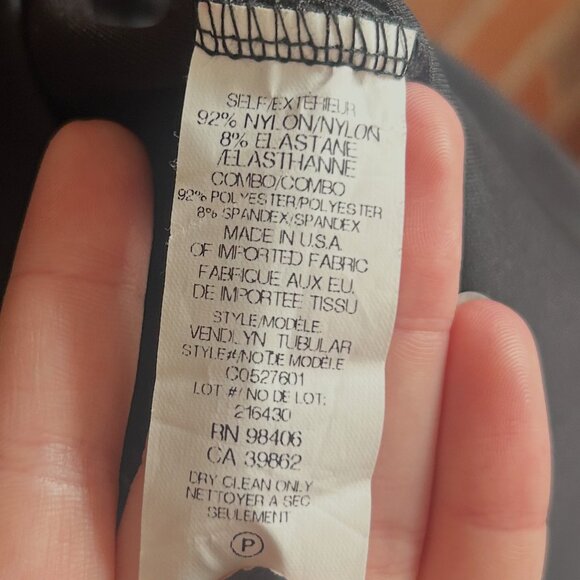 SELF/EXTÉRIEUR
92% NYLON/NYLON
8% ELASTANE
/ELASTHANNE
COMBO/COMBO
92% POLYESTER/POLYESTER
8% SPANDEX/SPANDEX
MADE IN U.S.A.
OF IMPORTED FABRIC
FABRIQUE AUX E.U.
DE IMPORTEE TISSU
STYLE/MODÈLE
VENDLYN TUBULAR
STYLE#/NO DE MODÈLE
C0527601
LOT #/ NO DE LOT:
216430
RN 98406
CA 39862
DRY CLEAN ONLY
NETTOYER A SEC
SEULEMENT
P